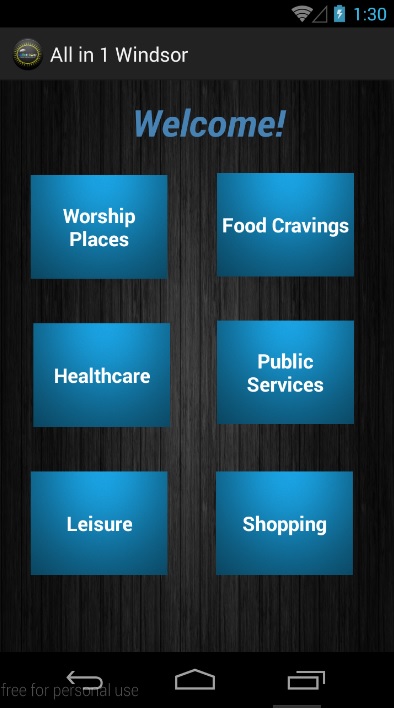 1:30
All in 1 Windsor
Welcome!
Worship
Places
Food Cravings
Healthcare
Public
Services
Leisure
Shopping
free for personal use